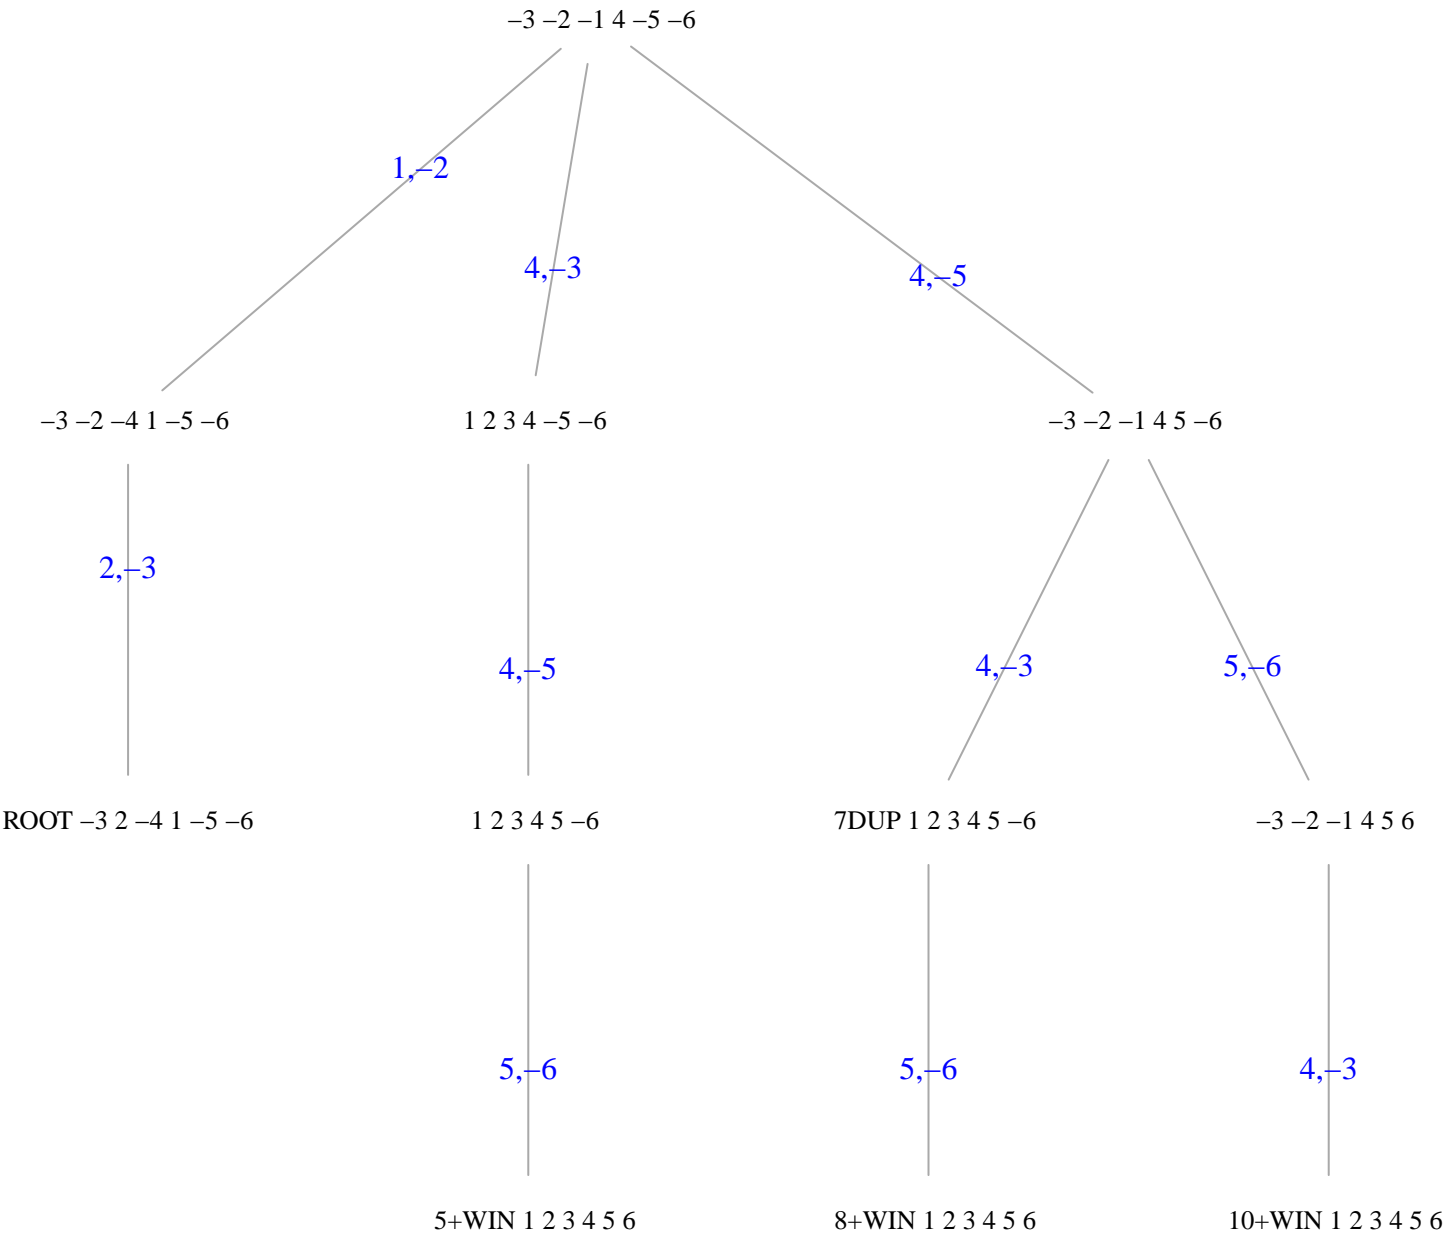 –3 –2 –1 4 –5 –6
1,–2
4,–3
4,–5
–3 –2 –4 1 –5 –6
1 2 3 4 –5 –6
–3 –2 –1 4 5 –6
2,–3
4,–5
4,–3
5,–6
ROOT –3 2 –4 1 –5 –6
1 2 3 4 5 –6
7DUP 1 2 3 4 5 –6
–3 –2 –1 4 5 6
5,–6
5,–6
4,–3
5+WIN 1 2 3 4 5 6
8+WIN 1 2 3 4 5 6
10+WIN 1 2 3 4 5 6